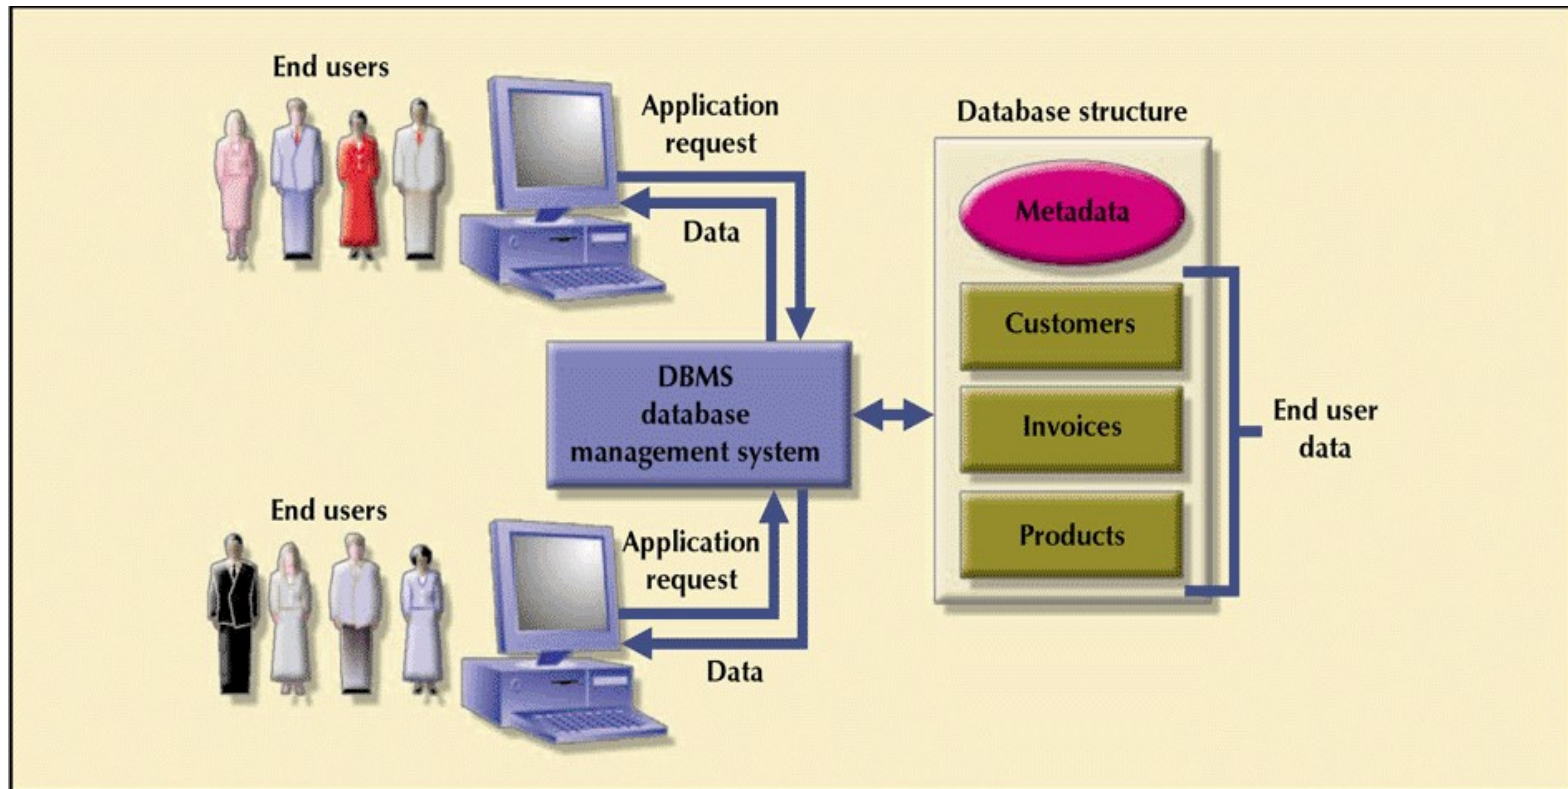 End users
Application
request
Data
Database structure
Metadata
Customers
Invoices
Products
End user
data
DBMS
database
management system
End users
Application
request
Data